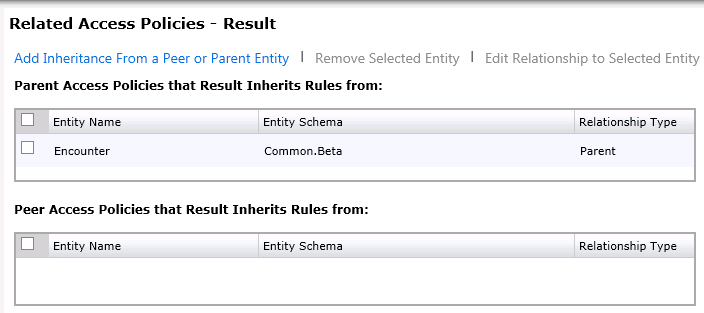 Related Access Policies - Result
Add Inheritance From a Peer or Parent Entity | Remove Selected Entity | Edit Relationship to Selected Entity
Parent Access Policies that Result Inherits Rules from:
Entity Name Entity Schema Relationship Type
Encounter Common.Beta Parent
Peer Access Policies that Result Inherits Rules from:
Entity Name Entity Schema Relationship Type